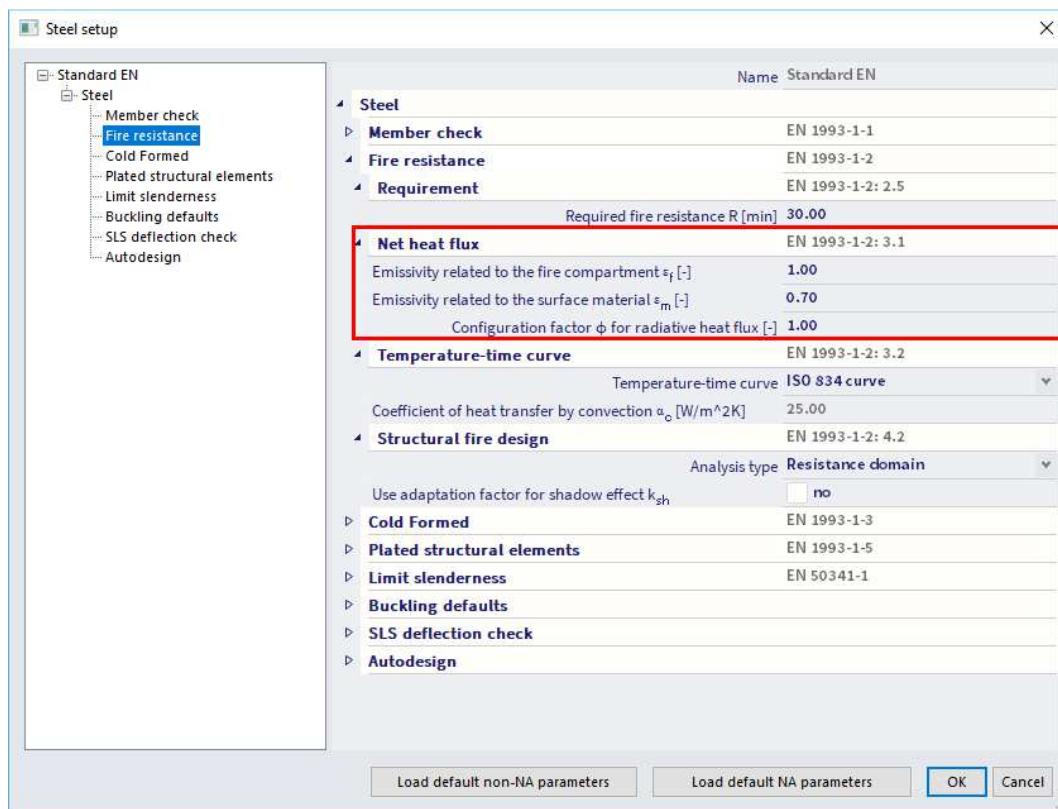 Steel setup
Standard EN
Steel
Member check
Fire resistance
Cold Formed
Plated structural elements
Limit slenderness
Buckling defaults
SLS deflection check
Autodesign
Name Standard EN
Steel
Member check EN 1993-1-1
Fire resistance EN 1993-1-2
Requirement EN 1993-1-2: 2.5
Required fire resistance R [min] 30.00
Net heat flux EN 1993-1-2: 3.1
Emissivity related to the fire compartment ε_f [-] 1.00
Emissivity related to the surface material ε_m [-] 0.70
Configuration factor ϕ for radiative heat flux [-] 1.00
Temperature-time curve EN 1993-1-2: 3.2
Temperature-time curve ISO 834 curve
Coefficient of heat transfer by convection α_c [W/m^2K] 25.00
Structural fire design EN 1993-1-2: 4.2
Analysis type Resistance domain
Use adaptation factor for shadow effect k_sh no
Cold Formed EN 1993-1-3
Plated structural elements EN 1993-1-5
Limit slenderness EN 50341-1
Buckling defaults
SLS deflection check
Autodesign
Load default non-NA parameters Load default NA parameters OK Cancel